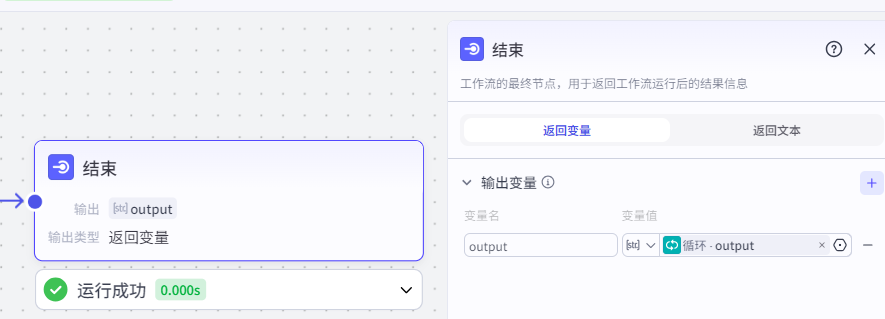 结束
工作流的最终节点，用于返回工作流运行后的结果信息
返回变量 返回文本
输出变量
变量名 变量值
output [str] 循环 · output
结束
输出 [str] output
输出类型 返回变量
运行成功 0.000s